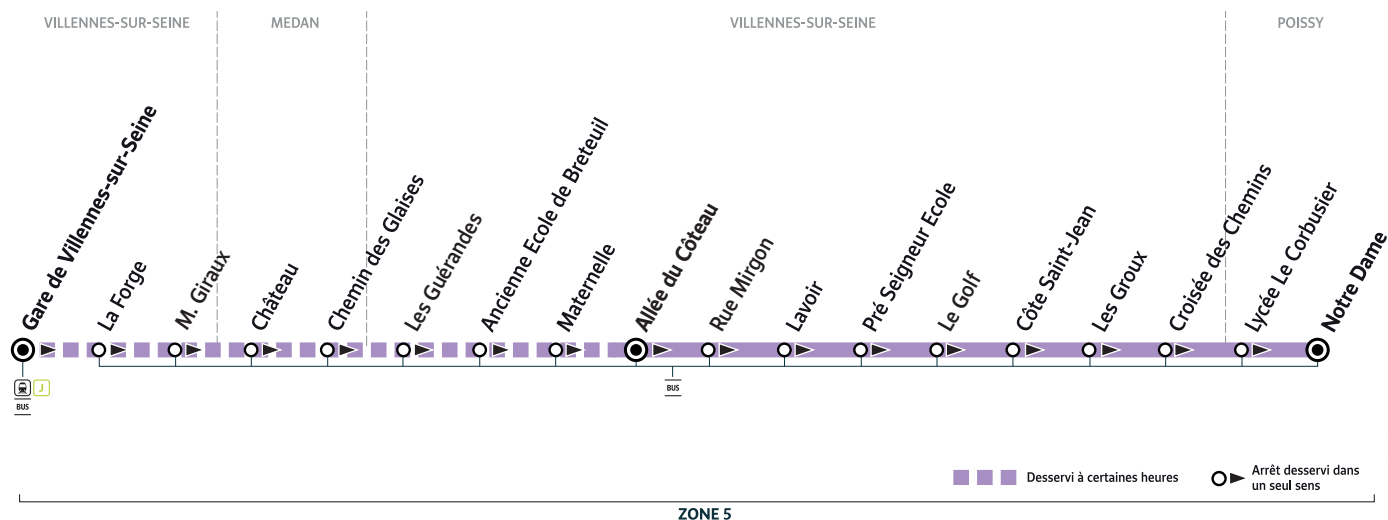 VILLENNES-SUR-SEINE
MEDAN
VILLENNES-SUR-SEINE
POISSY
Gare de Villennes-sur-Seine
La Forge
M. Giraux
Château
Chemin des Glaises
Les Guérandes
Ancienne Ecole de Breteuil
Maternelle
Allée du Côteau
Rue Mirgon
Lavoir
Pré Seigneur Ecole
Le Golf
Côte Saint-Jean
Les Groux
Croisée des Chemins
Lycée Le Corbusier
Notre Dame
J
BUS
BUS
Desservi à certaines heures
Arrêt desservi dans
un seul sens
ZONE 5